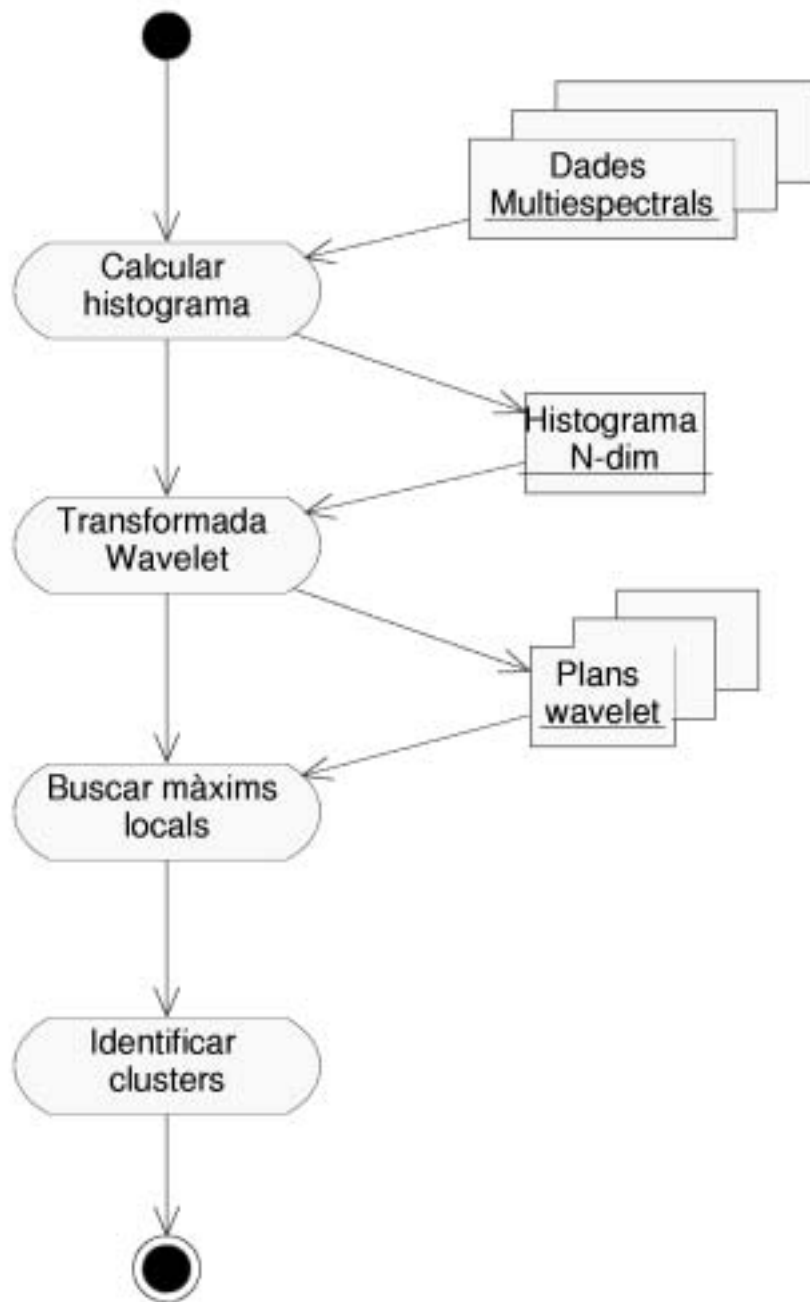 Dades
Multiespectrals
Calcular
histograma
Histograma
N-dim
Transformada
Wavelet
Plans
wavelet
Buscar màxims
locals
Identificar
clusters